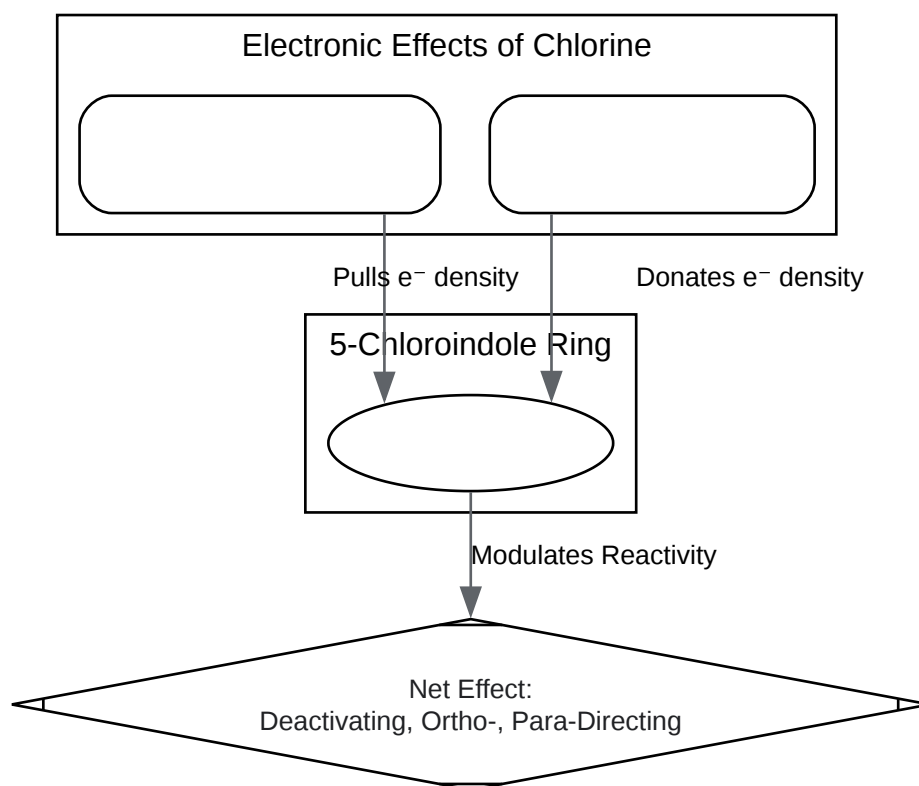 Electronic Effects of Chlorine
Pulls e⁻ density
Donates e⁻ density
5-Chloroindole Ring
Modulates Reactivity
Net Effect:
Deactivating, Ortho-, Para-Directing